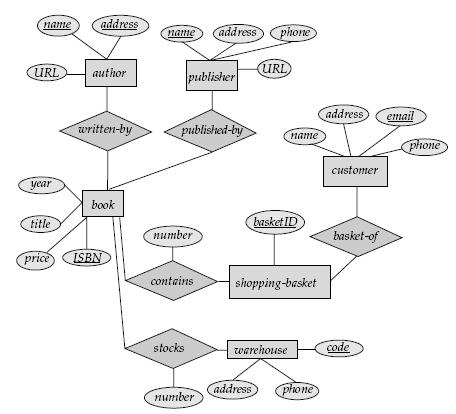 name
address
name
address
phone
URL
author
publisher
URL
written-by
published-by
address
email
name
phone
customer
year
book
title
price
ISBN
number
basketID
basket-of
contains
shopping-basket
stocks
warehouse
code
number
address
phone